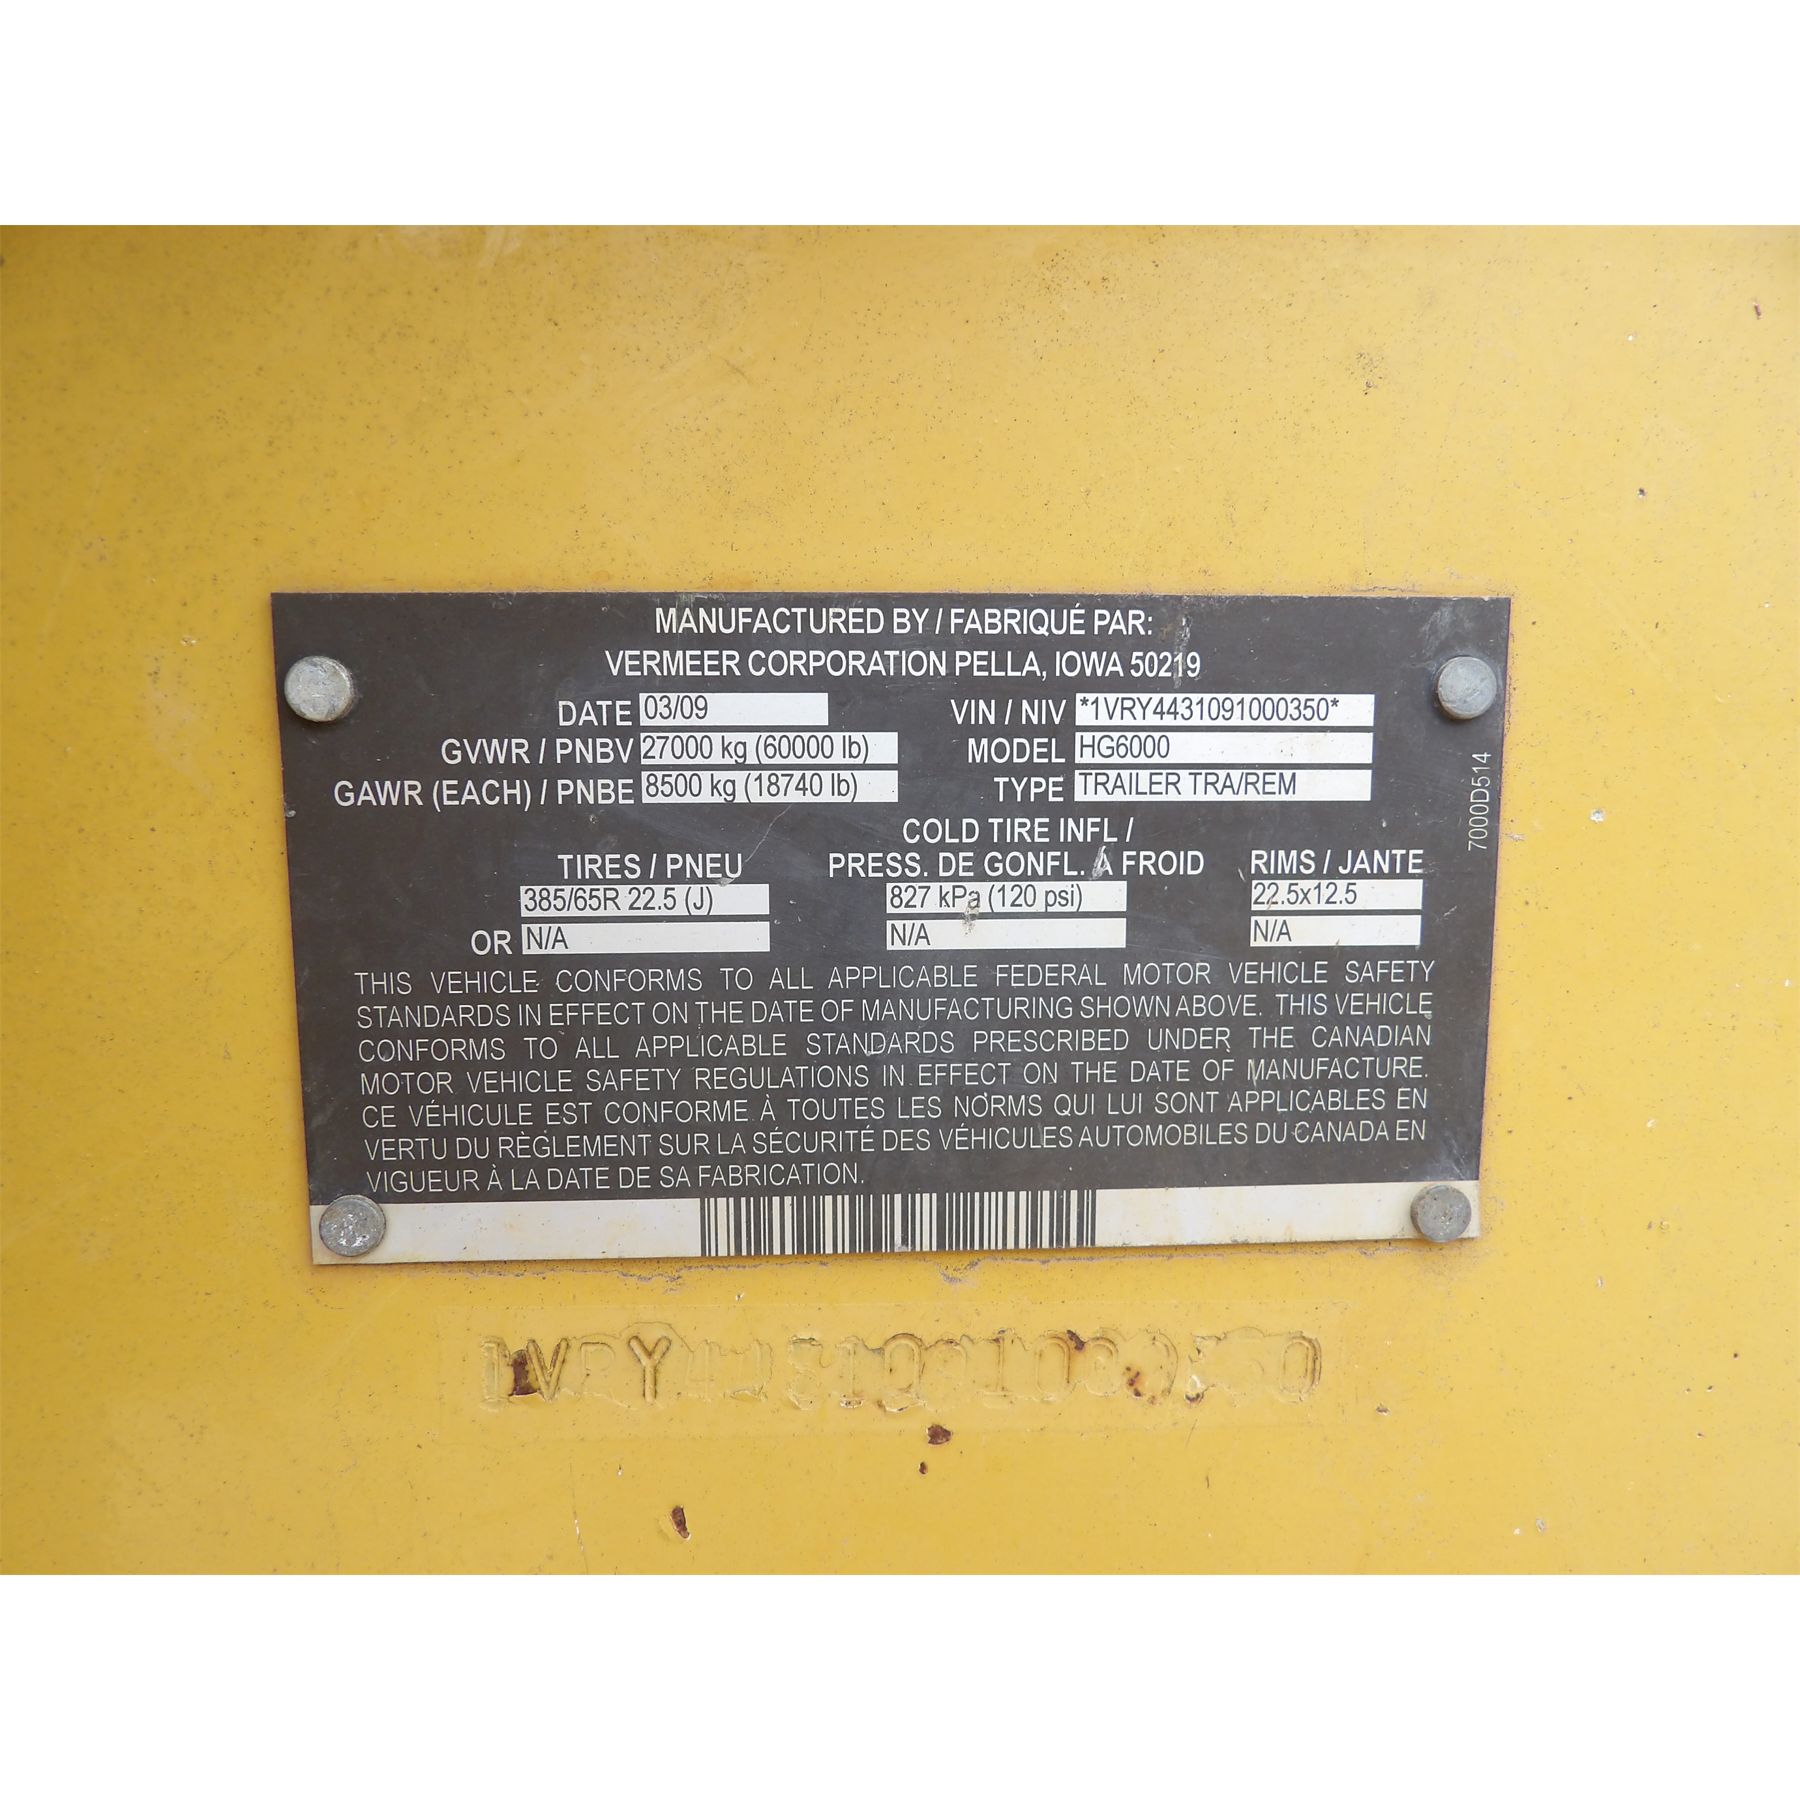 MANUFACTURED BY / FABRIQUÉ PAR:
VERMEER CORPORATION PELLA, IOWA 50219
DATE 03/09 VIN / NIV *1VRY4431091000350*
GVWR / PNBV 27000 kg (60000 lb) MODEL HG6000
GAWR (EACH) / PNBE 8500 kg (18740 lb) TYPE TRAILER TRA/REM
7000D514
COLD TIRE INFL /
TIRES / PNEU PRESS. DE GONFL. À FROID RIMS / JANTE
385/65R 22.5 (J) 827 kPa (120 psi) 22.5x12.5
OR N/A N/A N/A
THIS VEHICLE CONFORMS TO ALL APPLICABLE FEDERAL MOTOR VEHICLE SAFETY
STANDARDS IN EFFECT ON THE DATE OF MANUFACTURING SHOWN ABOVE. THIS VEHICLE
CONFORMS TO ALL APPLICABLE STANDARDS PRESCRIBED UNDER THE CANADIAN
MOTOR VEHICLE SAFETY REGULATIONS IN EFFECT ON THE DATE OF MANUFACTURE.
CE VÉHICULE EST CONFORME À TOUTES LES NORMS QUI LUI SONT APPLICABLES EN
VERTU DU RÈGLEMENT SUR LA SÉCURITÉ DES VÉHICULES AUTOMOBILES DU CANADA EN
VIGUEUR À LA DATE DE SA FABRICATION.
1VRY4431091000350